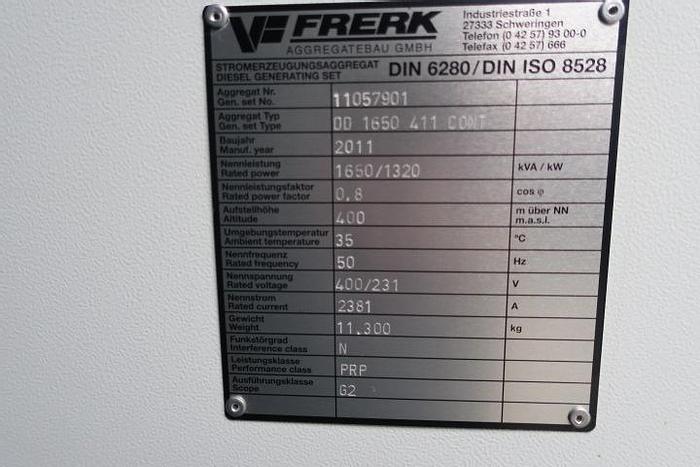 VF FRERK
AGGREGATEBAU GMBH
Industriestraße 1
27333 Schweringen
Telefon (0 42 57) 93 00-0
Telefax (0 42 57) 666
STROMERZEUGUNGSAGGREGAT
DIESEL GENERATING SET
DIN 6280/DIN ISO 8528
Aggregat Nr.
Gen. set No.
11057901
Aggregat Typ
Gen. set Type
DD 1650 411 CONT
Baujahr
Manuf. year
2011
Nennleistung
Rated power
1650/1320
kVA / kW
Nennleistungsfaktor
Rated power factor
0,8
cos φ
Aufstellhöhe
Altitude
400
m über NN
m.a.s.l.
Umgebungstemperatur
Ambient temperature
35
°C
Nennfrequenz
Rated frequency
50
Hz
Nennspannung
Rated voltage
400/231
V
Nennstrom
Rated current
2381
A
Gewicht
Weight
11.300
kg
Funkstörgrad
Interference class
N
Leistungsklasse
Performance class
PRP
Ausführungsklasse
Scope
G2